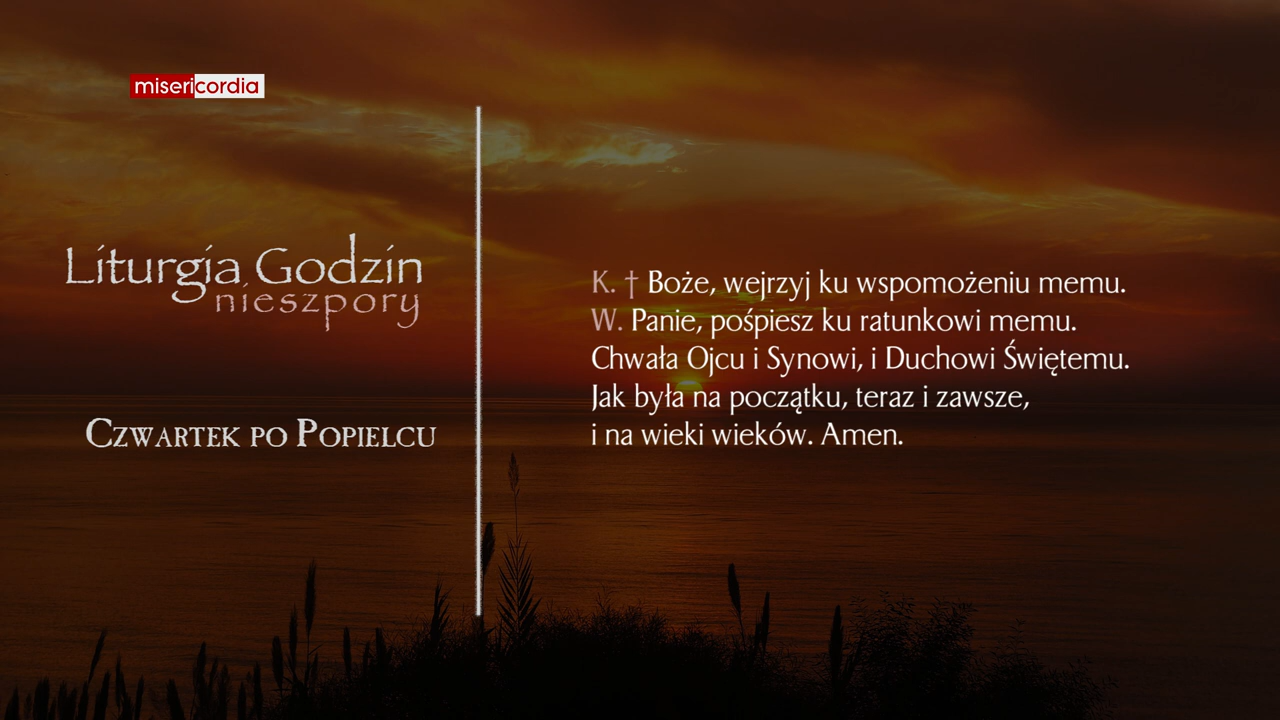 misericordia
Liturgia Godzin
nieszpory
Czwartek po Popielcu
K. † Boże, wejrzyj ku wspomożeniu memu.
W. Panie, pośpiesz ku ratunkowi memu.
Chwała Ojcu i Synowi, i Duchowi Świętemu.
Jak była na początku, teraz i zawsze,
i na wieki wieków. Amen.